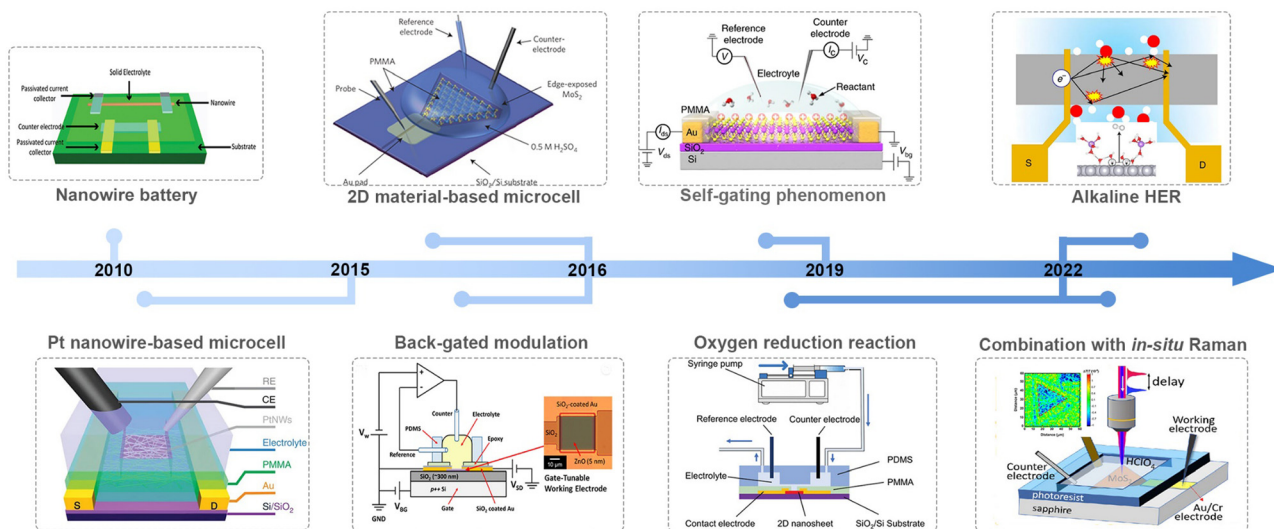 Solid Electrolyte
Passivated current
collector
Nanowire
Counter electrode
Passivated current
collector
Substrate
Nanowire battery
Reference
electrode
Counter-
electrode
PMMA
Probe
Edge-exposed
MoS2
0.5 M H2SO4
Au pad
SiO2/Si substrate
2D material-based microcell
Reference
electrode
Counter
electrode
V
IC
VC
Electroyte
Reactant
PMMA
Au
Ids
Vds
SiO2
Si
Vbg
Self-gating phenomenon
e-
S
D
Alkaline HER
2010
2015
2016
2019
2022
Pt nanowire-based microcell
RE
CE
PtNWs
Electrolyte
PMMA
Au
Si/SiO2
S
D
Back-gated modulation
Counter
Electrolyte
PDMS
Epoxy
Reference
Vw
SiO2 (~300 nm)
p++ Si
VSD
VBG
GND
Gate
SiO2 coated Au
SiO2-coated Au
SiO2
10 μm
ZnO (5 nm)
Gate-Tunable
Working Electrode
Oxygen reduction reaction
Syringe
pump
Reference electrode
Counter electrode
PDMS
Electrolyte
PMMA
Contact electrode
2D nanosheet
SiO2/Si Substrate
Combination with in-situ Raman
delay
Distance (μm)
Distance (μm)
Working
electrode
Counter
electrode
HClO4
MoS2
photoresist
sapphire
Au/Cr
electrode